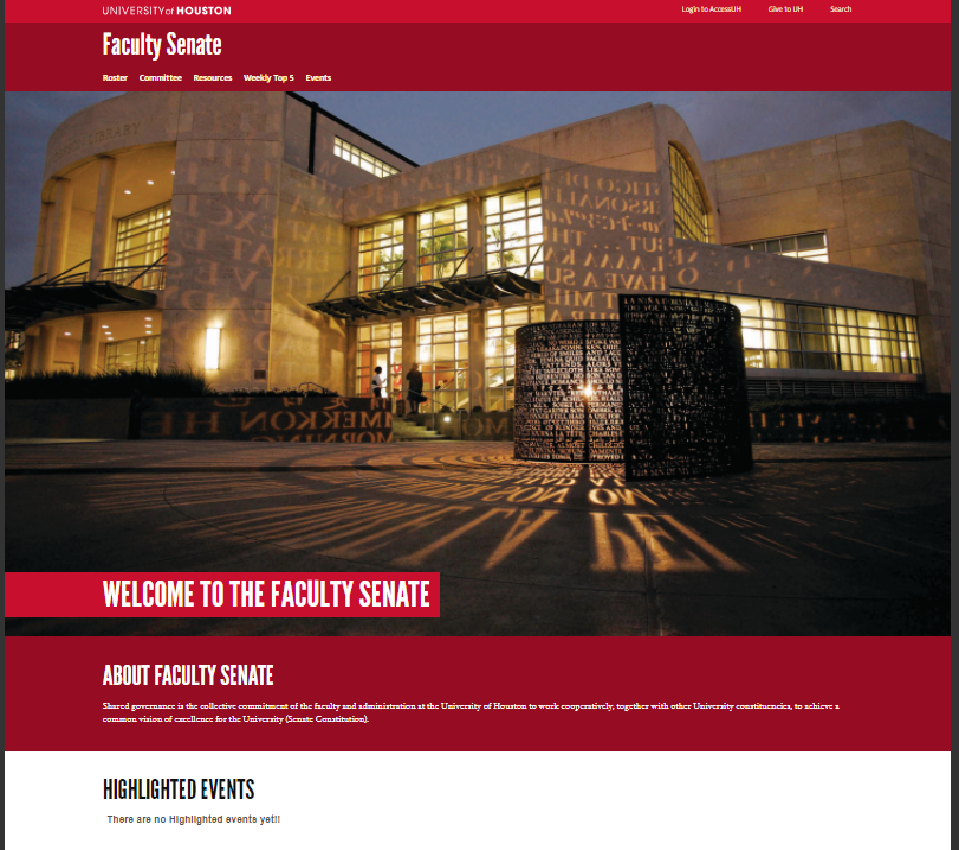 UNIVERSITY of HOUSTON
Login to AccessUH Give to UH Search
Faculty Senate
Roster Committee Resources Weekly Top 5 Events
LIBRARY
WELCOME TO THE FACULTY SENATE
ABOUT FACULTY SENATE
Shared governance is the collective commitment of the faculty and administration at the University of Houston to work cooperatively, together with other University constituencies, to achieve a
common vision of excellence for the University (Senate Constitution).
HIGHLIGHTED EVENTS
There are no Highlighted events yet!!